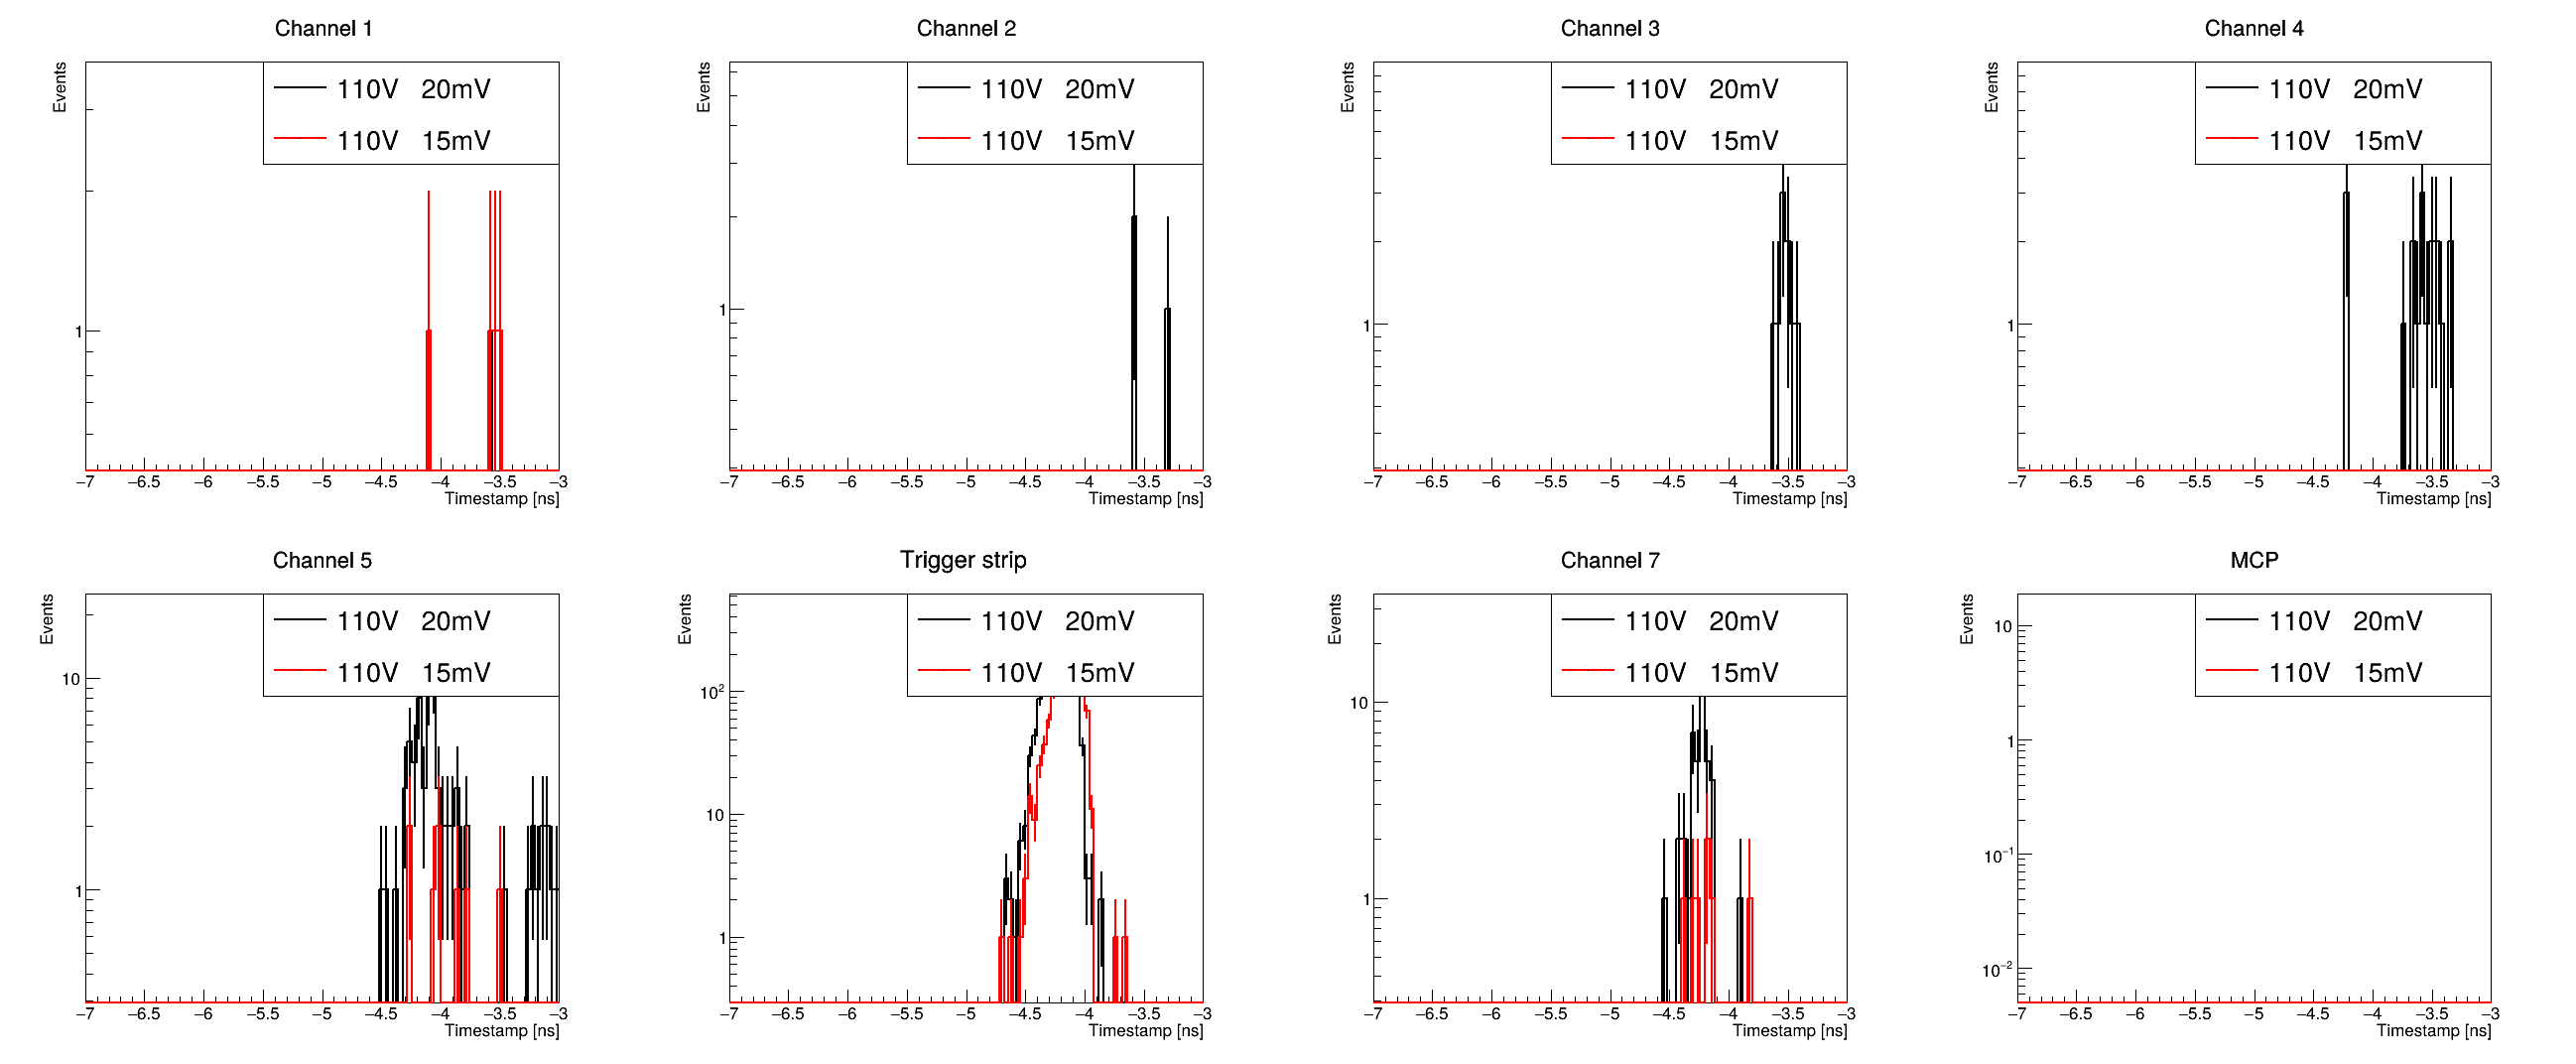 Channel 1
Events
110V 20mV
110V 15mV
1
−7 −6.5 −6 −5.5 −5 −4.5 −4 −3.5 −3
Timestamp [ns]
Channel 2
Events
110V 20mV
110V 15mV
1
−7 −6.5 −6 −5.5 −5 −4.5 −4 −3.5 −3
Timestamp [ns]
Channel 3
Events
110V 20mV
110V 15mV
1
−7 −6.5 −6 −5.5 −5 −4.5 −4 −3.5 −3
Timestamp [ns]
Channel 4
Events
110V 20mV
110V 15mV
1
−7 −6.5 −6 −5.5 −5 −4.5 −4 −3.5 −3
Timestamp [ns]
Channel 5
Events
110V 20mV
110V 15mV
10
1
−7 −6.5 −6 −5.5 −5 −4.5 −4 −3.5 −3
Timestamp [ns]
Trigger strip
Events
110V 20mV
110V 15mV
10²
10
1
−7 −6.5 −6 −5.5 −5 −4.5 −4 −3.5 −3
Timestamp [ns]
Channel 7
Events
110V 20mV
110V 15mV
10
1
−7 −6.5 −6 −5.5 −5 −4.5 −4 −3.5 −3
Timestamp [ns]
MCP
Events
110V 20mV
110V 15mV
10
1
10⁻¹
10⁻²
−7 −6.5 −6 −5.5 −5 −4.5 −4 −3.5 −3
Timestamp [ns]